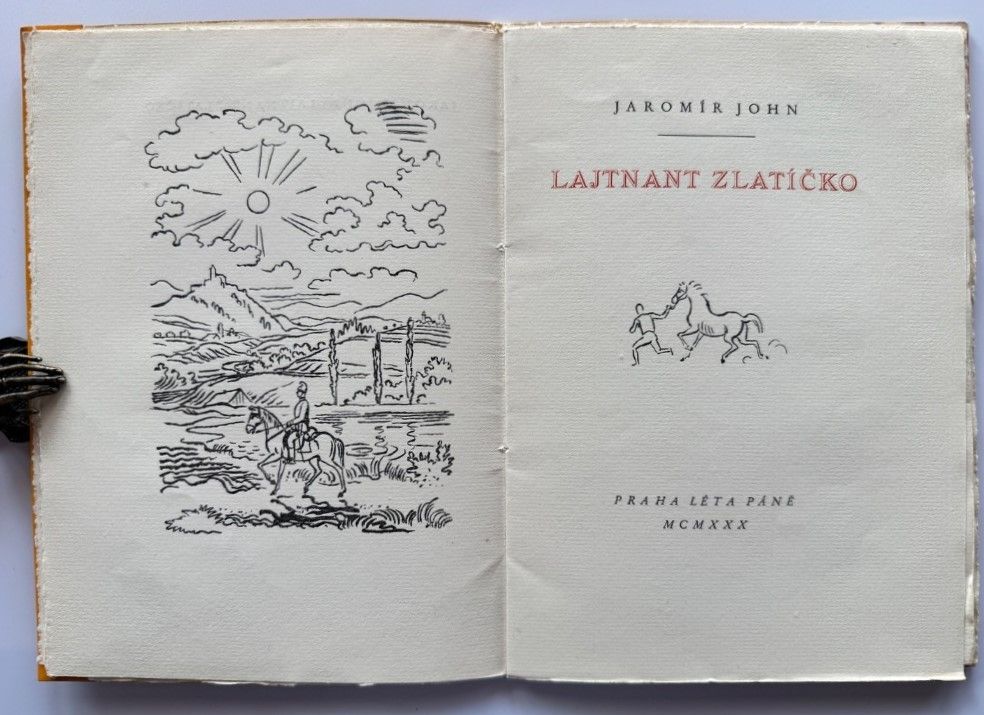 JAROMÍR JOHN
LAJTNANT ZLATÍČKO
PRAHA LÉTA PÁNĚ
MCMXXX